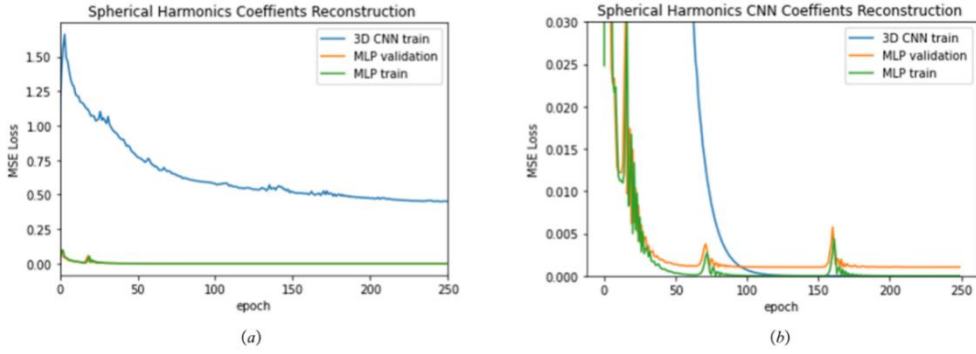 Spherical Harmonics Coeffients Reconstruction
3D CNN train
MLP validation
MLP train
MSE Loss
1.50
1.25
1.00
0.75
0.50
0.25
0.00
0
50
100
150
200
250
epoch
(a)
Spherical Harmonics CNN Coeffients Reconstruction
3D CNN train
MLP validation
MLP train
MSE Loss
0.030
0.025
0.020
0.015
0.010
0.005
0.000
0
50
100
150
200
250
epoch
(b)